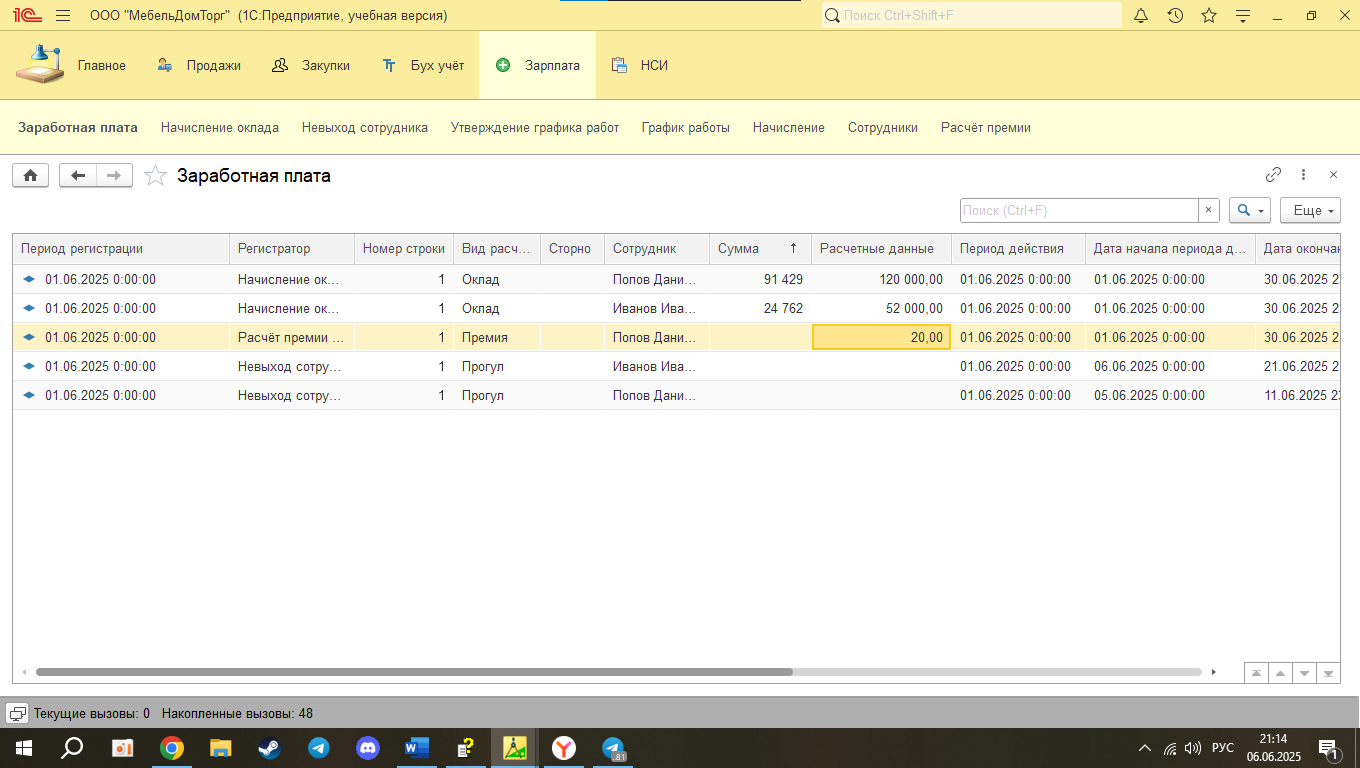 ООО "МебельДомТорг" (1С:Предприятие, учебная версия)
Поиск Ctrl+Shift+F
Главное Продажи Закупки Бух учёт Зарплата НСИ
Заработная плата Начисление оклада Невыход сотрудника Утверждение графика работ График работы Начисление Сотрудники Расчёт премии
Заработная плата
Поиск (Ctrl+F) × Еще
Период регистрации Регистратор Номер строки Вид расч... Сторно Сотрудник Сумма ↑ Расчетные данные Период действия Дата начала периода д... Дата окончан
01.06.2025 0:00:00 Начисление ок... 1 Оклад Попов Дани... 91 429 120 000,00 01.06.2025 0:00:00 01.06.2025 0:00:00 30.06.2025 2
01.06.2025 0:00:00 Начисление ок... 1 Оклад Иванов Ива... 24 762 52 000,00 01.06.2025 0:00:00 01.06.2025 0:00:00 30.06.2025 2
01.06.2025 0:00:00 Расчёт премии ... 1 Премия Попов Дани... 20,00 01.06.2025 0:00:00 01.06.2025 0:00:00 30.06.2025 2
01.06.2025 0:00:00 Невыход сотру... 1 Прогул Иванов Ива... 01.06.2025 0:00:00 06.06.2025 0:00:00 21.06.2025 2
01.06.2025 0:00:00 Невыход сотру... 1 Прогул Попов Дани... 01.06.2025 0:00:00 05.06.2025 0:00:00 11.06.2025 23
Текущие вызовы: 0 Накопленные вызовы: 48
81
РУС
21:14
06.06.2025
1